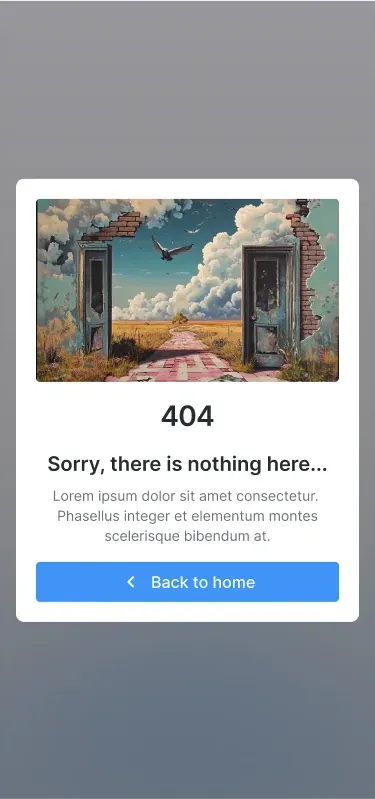 404
Sorry, there is nothing here...
Lorem ipsum dolor sit amet consectetur.
Phasellus integer et elementum montes
scelerisque bibendum at.
Back to home